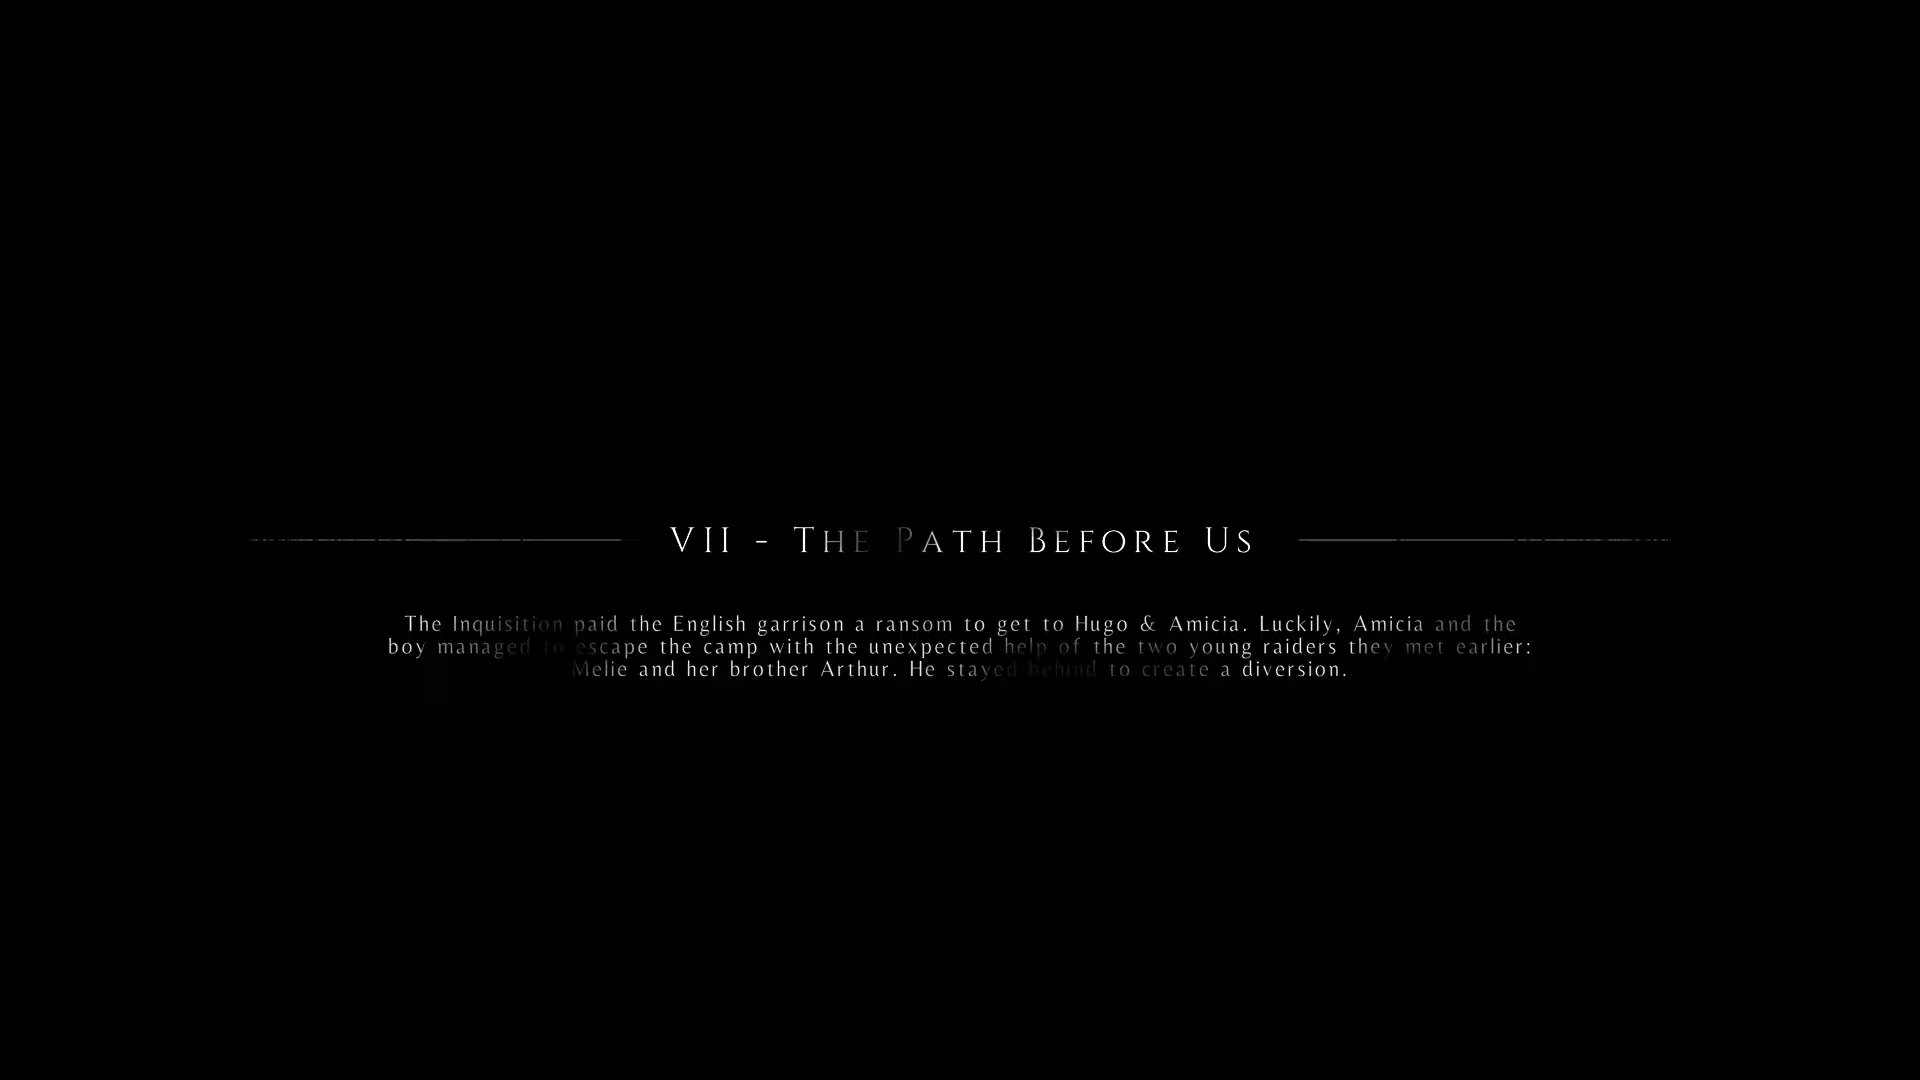 VII - The Path Before Us
The Inquisition paid the English garrison a ransom to get to Hugo & Amicia. Luckily, Amicia and the
boy managed to escape the camp with the unexpected help of the two young raiders they met earlier:
Melie and her brother Arthur. He stayed behind to create a diversion.